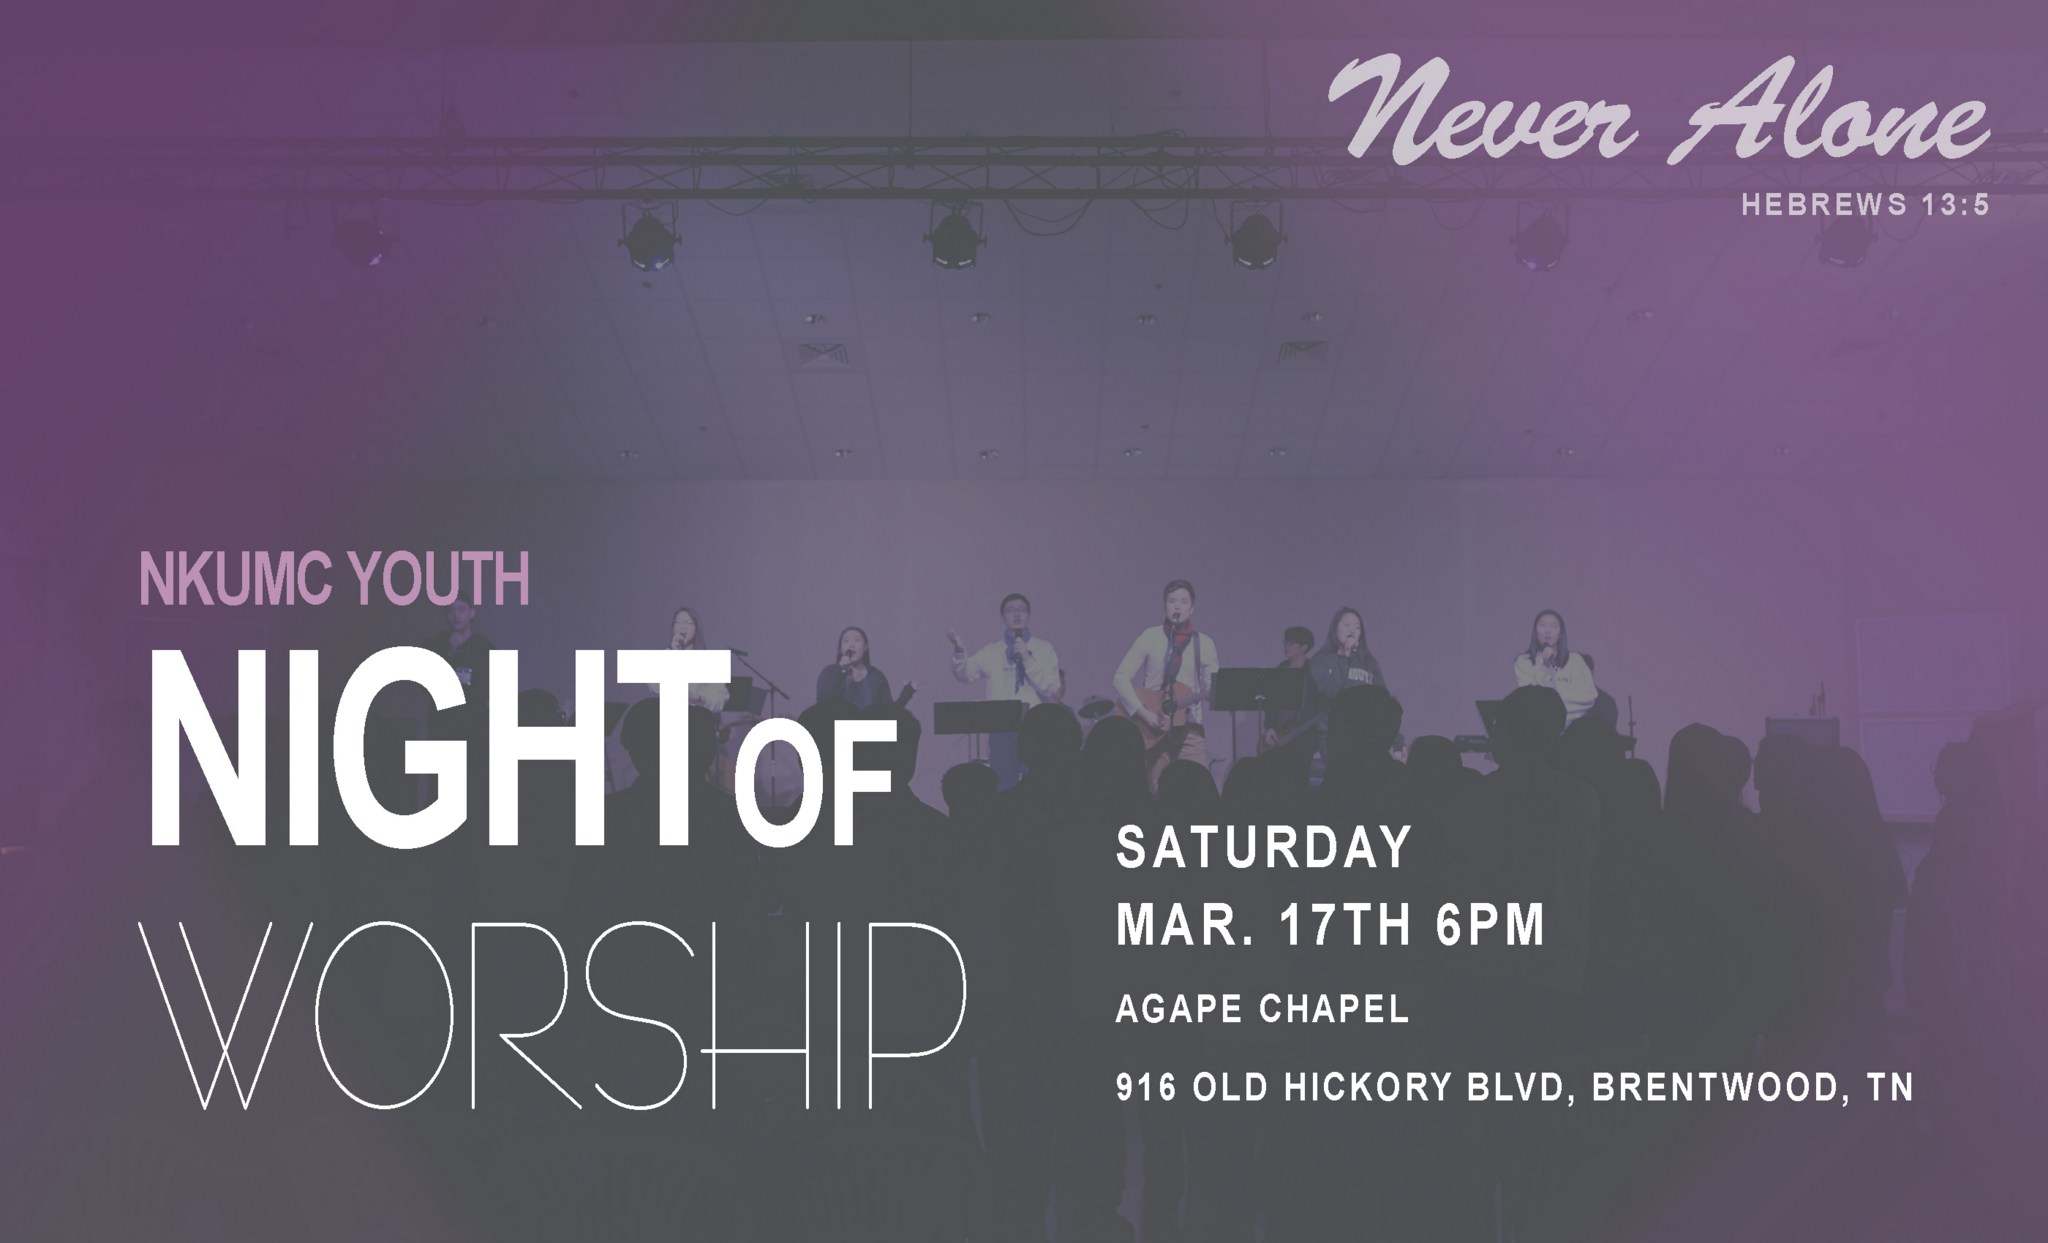 Never Alone
HEBREWS 13:5
NKUMC YOUTH
NIGHT OF
WORSHIP
SATURDAY
MAR. 17TH 6PM
AGAPE CHAPEL
916 OLD HICKORY BLVD, BRENTWOOD, TN